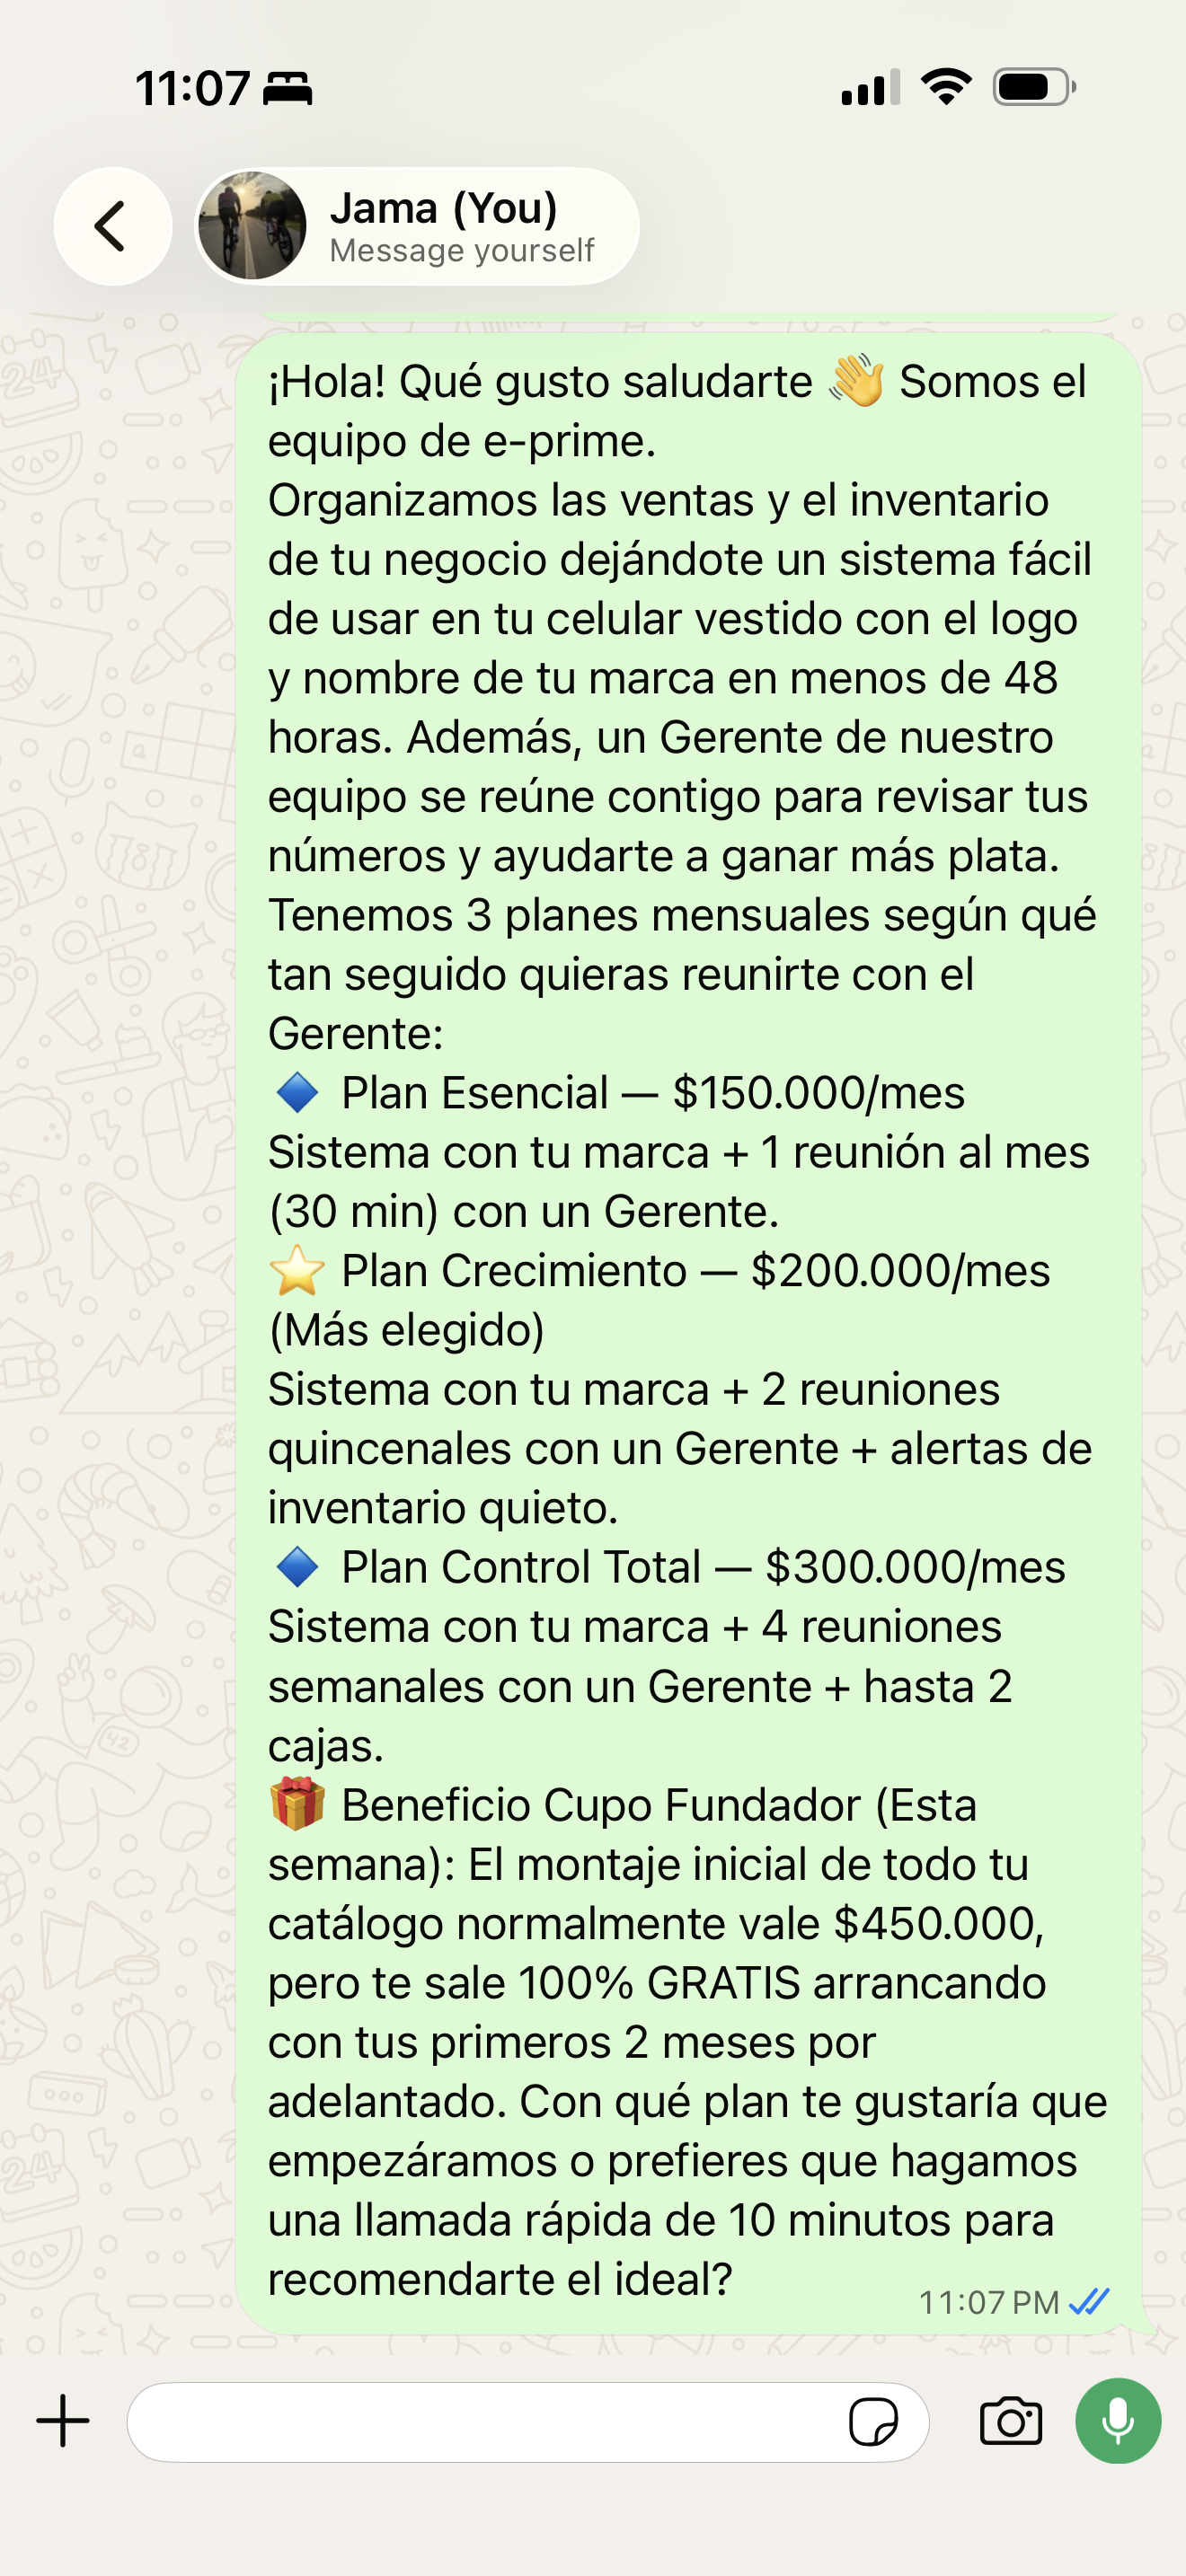 11:07
Jama (You)
Message yourself
¡Hola! Qué gusto saludarte 👋 Somos el
equipo de e-prime.
Organizamos las ventas y el inventario
de tu negocio dejándote un sistema fácil
de usar en tu celular vestido con el logo
y nombre de tu marca en menos de 48
horas. Además, un Gerente de nuestro
equipo se reúne contigo para revisar tus
números y ayudarte a ganar más plata.
Tenemos 3 planes mensuales según qué
tan seguido quieras reunirte con el
Gerente:
🔹 Plan Esencial — $150.000/mes
Sistema con tu marca + 1 reunión al mes
(30 min) con un Gerente.
⭐ Plan Crecimiento — $200.000/mes
(Más elegido)
Sistema con tu marca + 2 reuniones
quincenales con un Gerente + alertas de
inventario quieto.
🔹 Plan Control Total — $300.000/mes
Sistema con tu marca + 4 reuniones
semanales con un Gerente + hasta 2
cajas.
🎁 Beneficio Cupo Fundador (Esta
semana): El montaje inicial de todo tu
catálogo normalmente vale $450.000,
pero te sale 100% GRATIS arrancando
con tus primeros 2 meses por
adelantado. Con qué plan te gustaría que
empezáramos o prefieres que hagamos
una llamada rápida de 10 minutos para
recomendarte el ideal?
11:07 PM